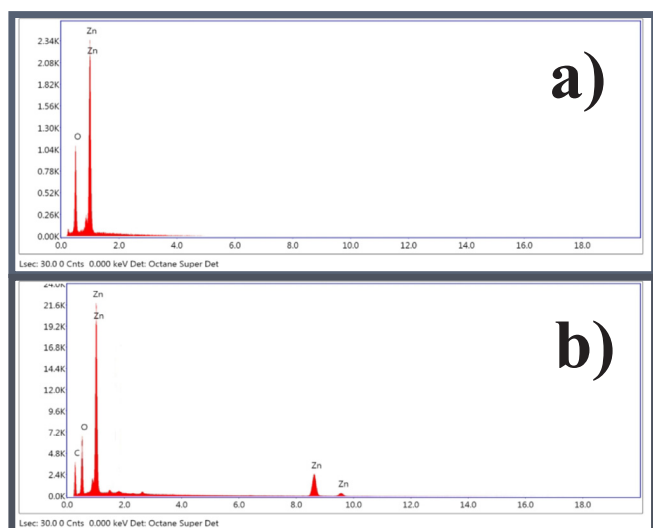 Zn
2.34K
Zn
2.08K
1.82K
1.56K
1.30K
O
1.04K
0.78K
0.52K
0.26K
0.00K
0.0 2.0 4.0 6.0 8.0 10.0 12.0 14.0 16.0 18.0
a)
Lsec: 30.0 0 Cnts 0.000 keV Det: Octane Super Det
24.0K
Zn
21.6K
Zn
19.2K
16.8K
14.4K
12.0K
9.6K
7.2K
O
4.8K
C
2.4K
0.0K
Zn
Zn
0.0 2.0 4.0 6.0 8.0 10.0 12.0 14.0 16.0 18.0
b)
Lsec: 30.0 0 Cnts 0.000 keV Det: Octane Super Det